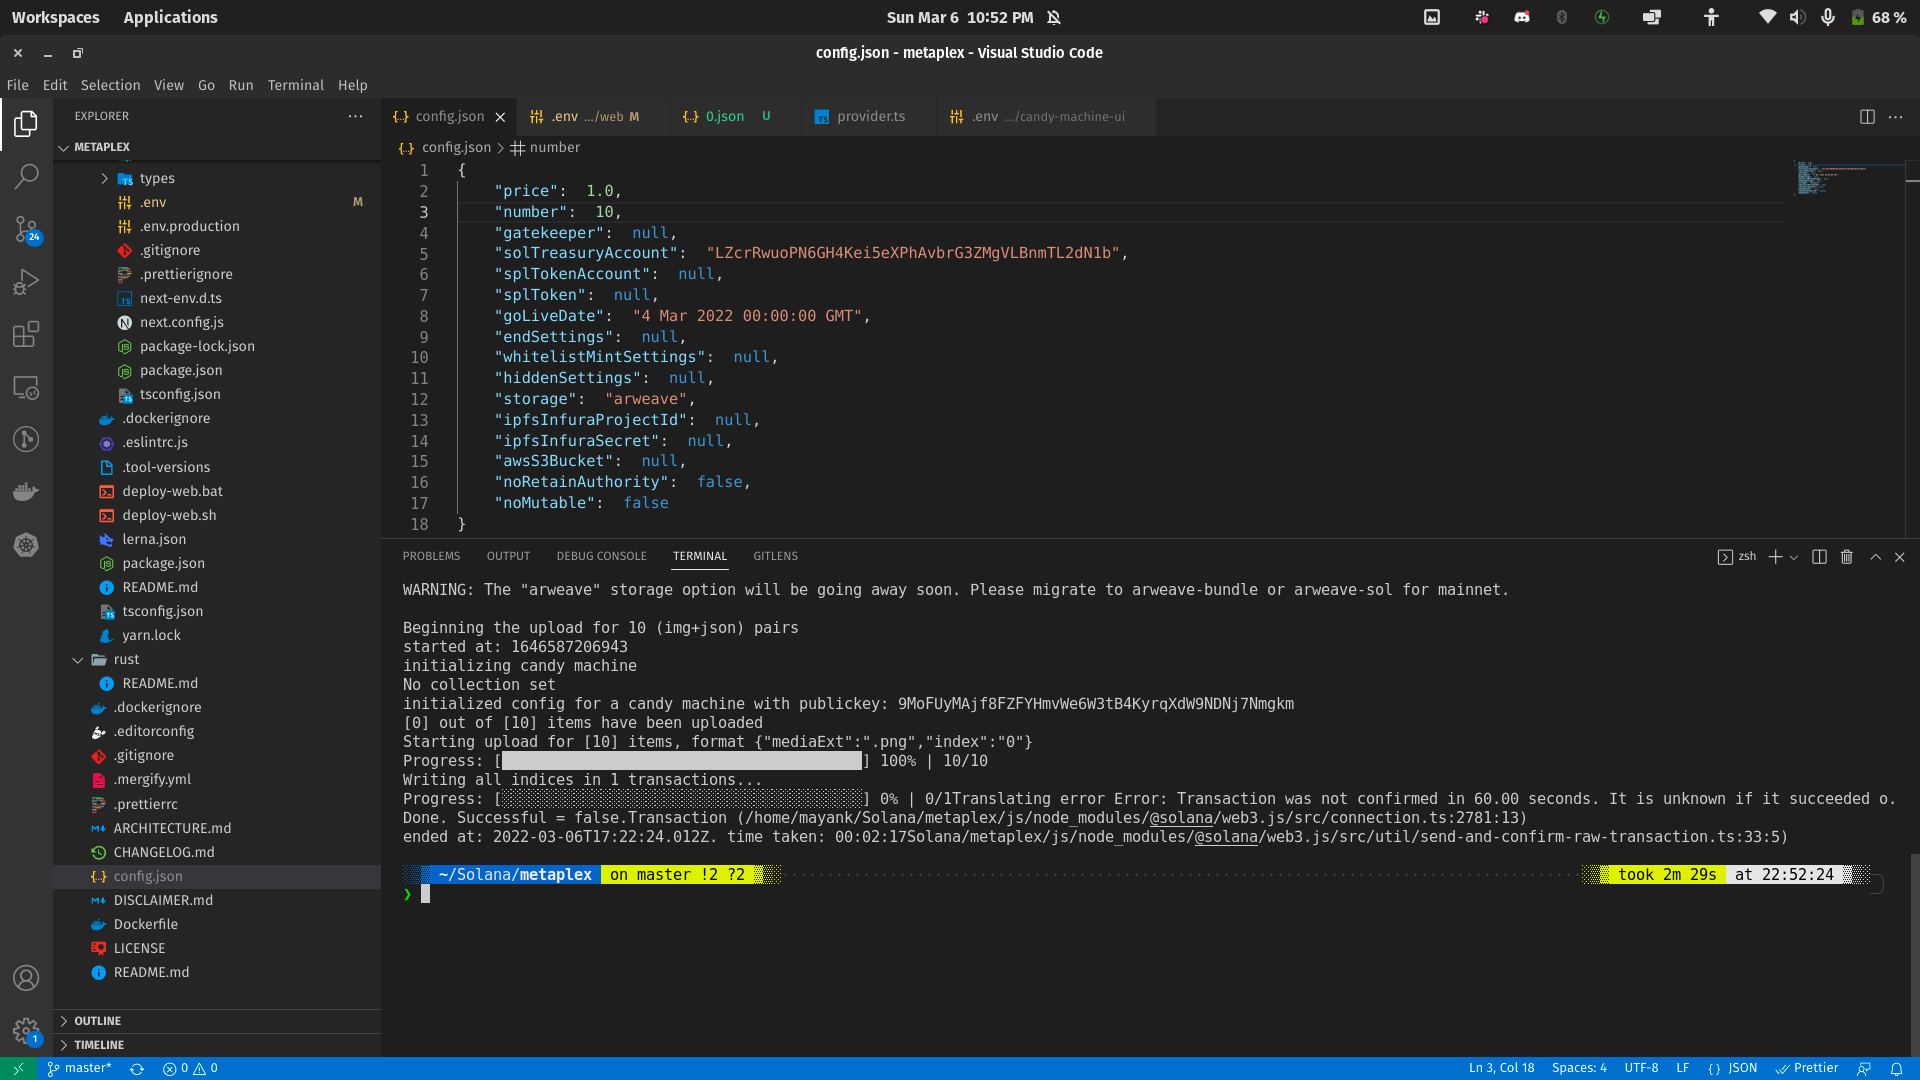 Workspaces Applications Sun Mar 6 10:52 PM 68 %
config.json - metaplex - Visual Studio Code
File Edit Selection View Go Run Terminal Help
EXPLORER
METAPLEX
types
.env M
.env.production
.gitignore
.prettierignore
next-env.d.ts
next.config.js
package-lock.json
package.json
tsconfig.json
.dockerignore
.eslintrc.js
.tool-versions
deploy-web.bat
deploy-web.sh
lerna.json
package.json
README.md
tsconfig.json
yarn.lock
rust
README.md
.dockerignore
.editorconfig
.gitignore
.mergify.yml
.prettierrc
ARCHITECTURE.md
CHANGELOG.md
config.json
DISCLAIMER.md
Dockerfile
LICENSE
README.md
OUTLINE
TIMELINE
24
1
config.json .env .../web M 0.json U provider.ts .env .../candy-machine-ui
config.json > number
1 {
2 "price": 1.0,
3 "number": 10,
4 "gatekeeper": null,
5 "solTreasuryAccount": "LZcrRwuoPN6GH4Kei5eXPhAvbrG3ZMgVLBnmTL2dN1b",
6 "splTokenAccount": null,
7 "splToken": null,
8 "goLiveDate": "4 Mar 2022 00:00:00 GMT",
9 "endSettings": null,
10 "whitelistMintSettings": null,
11 "hiddenSettings": null,
12 "storage": "arweave",
13 "ipfsInfuraProjectId": null,
14 "ipfsInfuraSecret": null,
15 "awsS3Bucket": null,
16 "noRetainAuthority": false,
17 "noMutable": false
18 }
PROBLEMS OUTPUT DEBUG CONSOLE TERMINAL GITLENS zsh
WARNING: The "arweave" storage option will be going away soon. Please migrate to arweave-bundle or arweave-sol for mainnet.
Beginning the upload for 10 (img+json) pairs
started at: 1646587206943
initializing candy machine
No collection set
initialized config for a candy machine with publickey: 9MoFUyMAjf8FZFYHmvWe6W3tB4KyrqXdW9NDNj7Nmgkm
[0] out of [10] items have been uploaded
Starting upload for [10] items, format {"mediaExt":".png","index":"0"}
Progress: [] 100% | 10/10
Writing all indices in 1 transactions...
Progress: [] 0% | 0/1Translating error Error: Transaction was not confirmed in 60.00 seconds. It is unknown if it succeeded o.
Done. Successful = false.Transaction (/home/mayank/Solana/metaplex/js/node_modules/@solana/web3.js/src/connection.ts:2781:13)
ended at: 2022-03-06T17:22:24.012Z. time taken: 00:02:17Solana/metaplex/js/node_modules/@solana/web3.js/src/util/send-and-confirm-raw-transaction.ts:33:5)
~/Solana/metaplex on master !2 ?2 took 2m 29s at 22:52:24
❯
master* 0 0 Ln 3, Col 18 Spaces: 4 UTF-8 LF {} JSON Prettier